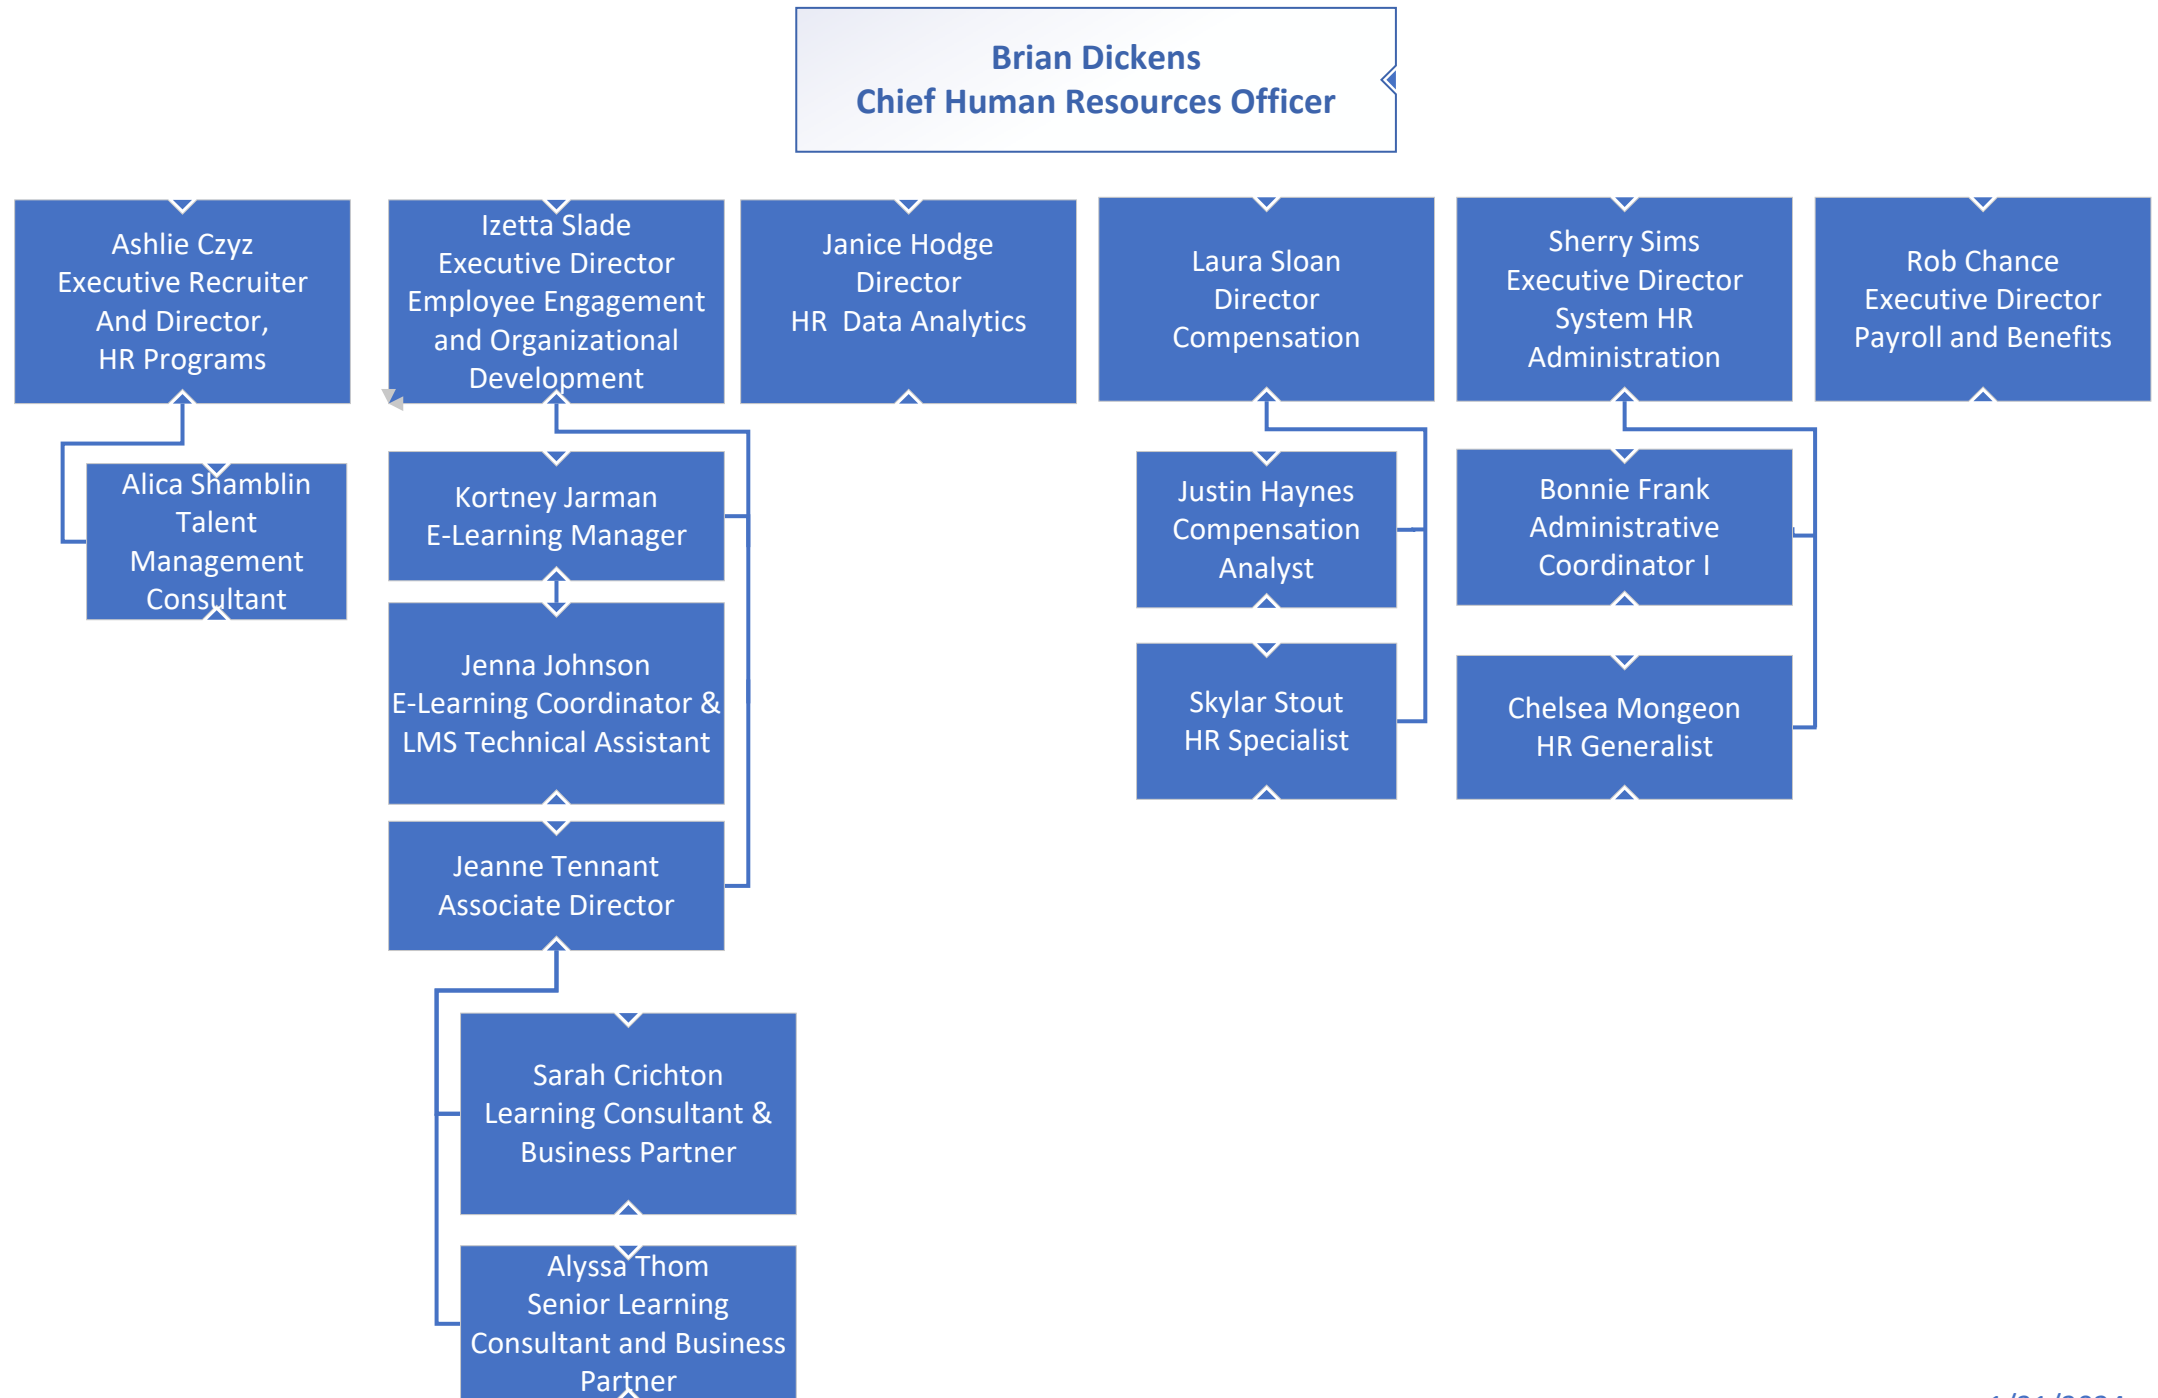 Brian Dickens
Chief Human Resources Officer
Ashlie Czyz
Executive Recruiter
And Director,
HR Programs
Izetta Slade
Executive Director
Employee Engagement
and Organizational
Development
Janice Hodge
Director
HR  Data Analytics
Laura Sloan
Director
Compensation
Sherry Sims
Executive Director
System HR
Administration
Rob Chance
Executive Director
Payroll and Benefits
Alica Shamblin
Talent
Management
Consultant
Kortney Jarman
E-Learning Manager
Justin Haynes
Compensation
Analyst
Bonnie Frank
Administrative
Coordinator I
Jenna Johnson
E-Learning Coordinator &
LMS Technical Assistant
Skylar Stout
HR Specialist
Chelsea Mongeon
HR Generalist
Jeanne Tennant
Associate Director
Sarah Crichton
Learning Consultant &
Business Partner
Alyssa Thom
Senior Learning
Consultant and Business
Partner